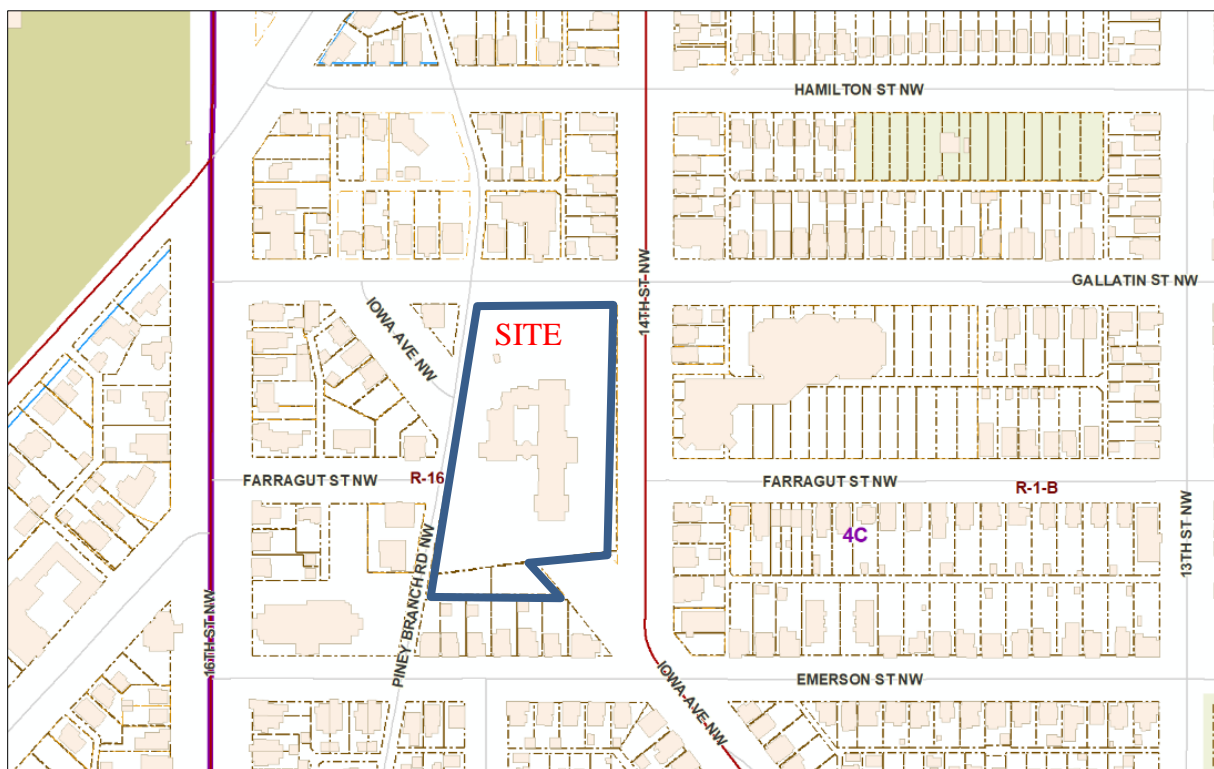 HAMILTON ST NW
14TH ST NW
GALLATIN ST NW
IOWA AVE NW
SITE
FARRAGUT ST NW
R-16
FARRAGUT ST NW
R-1-B
4C
13TH ST NW
PINEY BRANCH RD NW
16TH ST NW
EMERSON ST NW
IOWA AVE NW